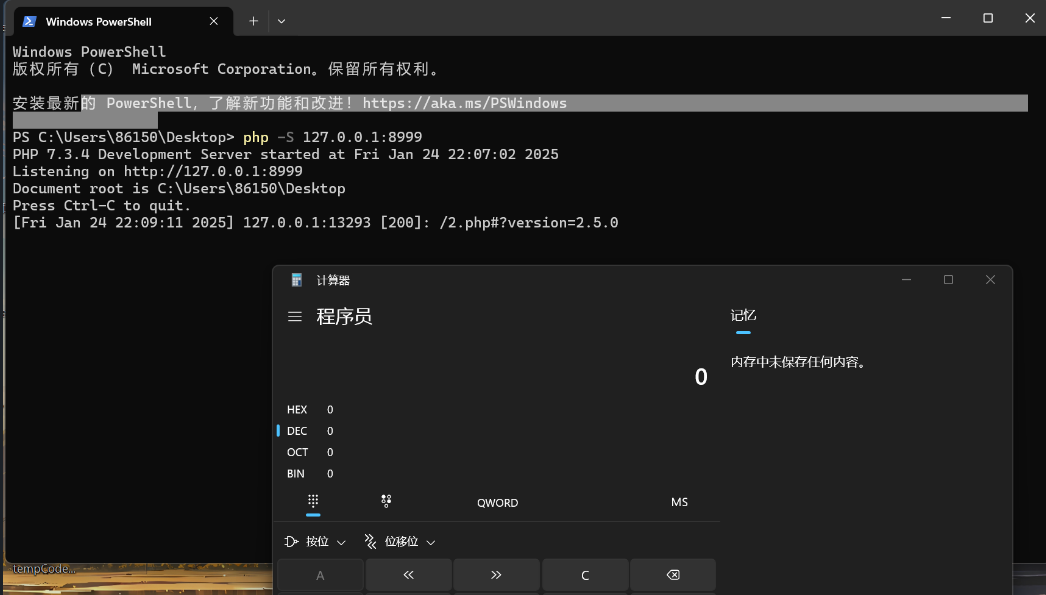 Windows PowerShell
Windows PowerShell
版权所有 (C)  Microsoft Corporation。保留所有权利。
安装最新的 PowerShell，了解新功能和改进！https://aka.ms/PSWindows
PS C:\Users\86150\Desktop> php -S 127.0.0.1:8999
PHP 7.3.4 Development Server started at Fri Jan 24 22:07:02 2025
Listening on http://127.0.0.1:8999
Document root is C:\Users\86150\Desktop
Press Ctrl-C to quit.
[Fri Jan 24 22:09:11 2025] 127.0.0.1:13293 [200]: /2.php#?version=2.5.0
计算器
程序员
记忆
内存中未保存任何内容。
0
HEX 0
DEC 0
OCT 0
BIN 0
QWORD MS
按位 位移位
A « » C
tempCode...